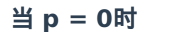 当 p = 0时